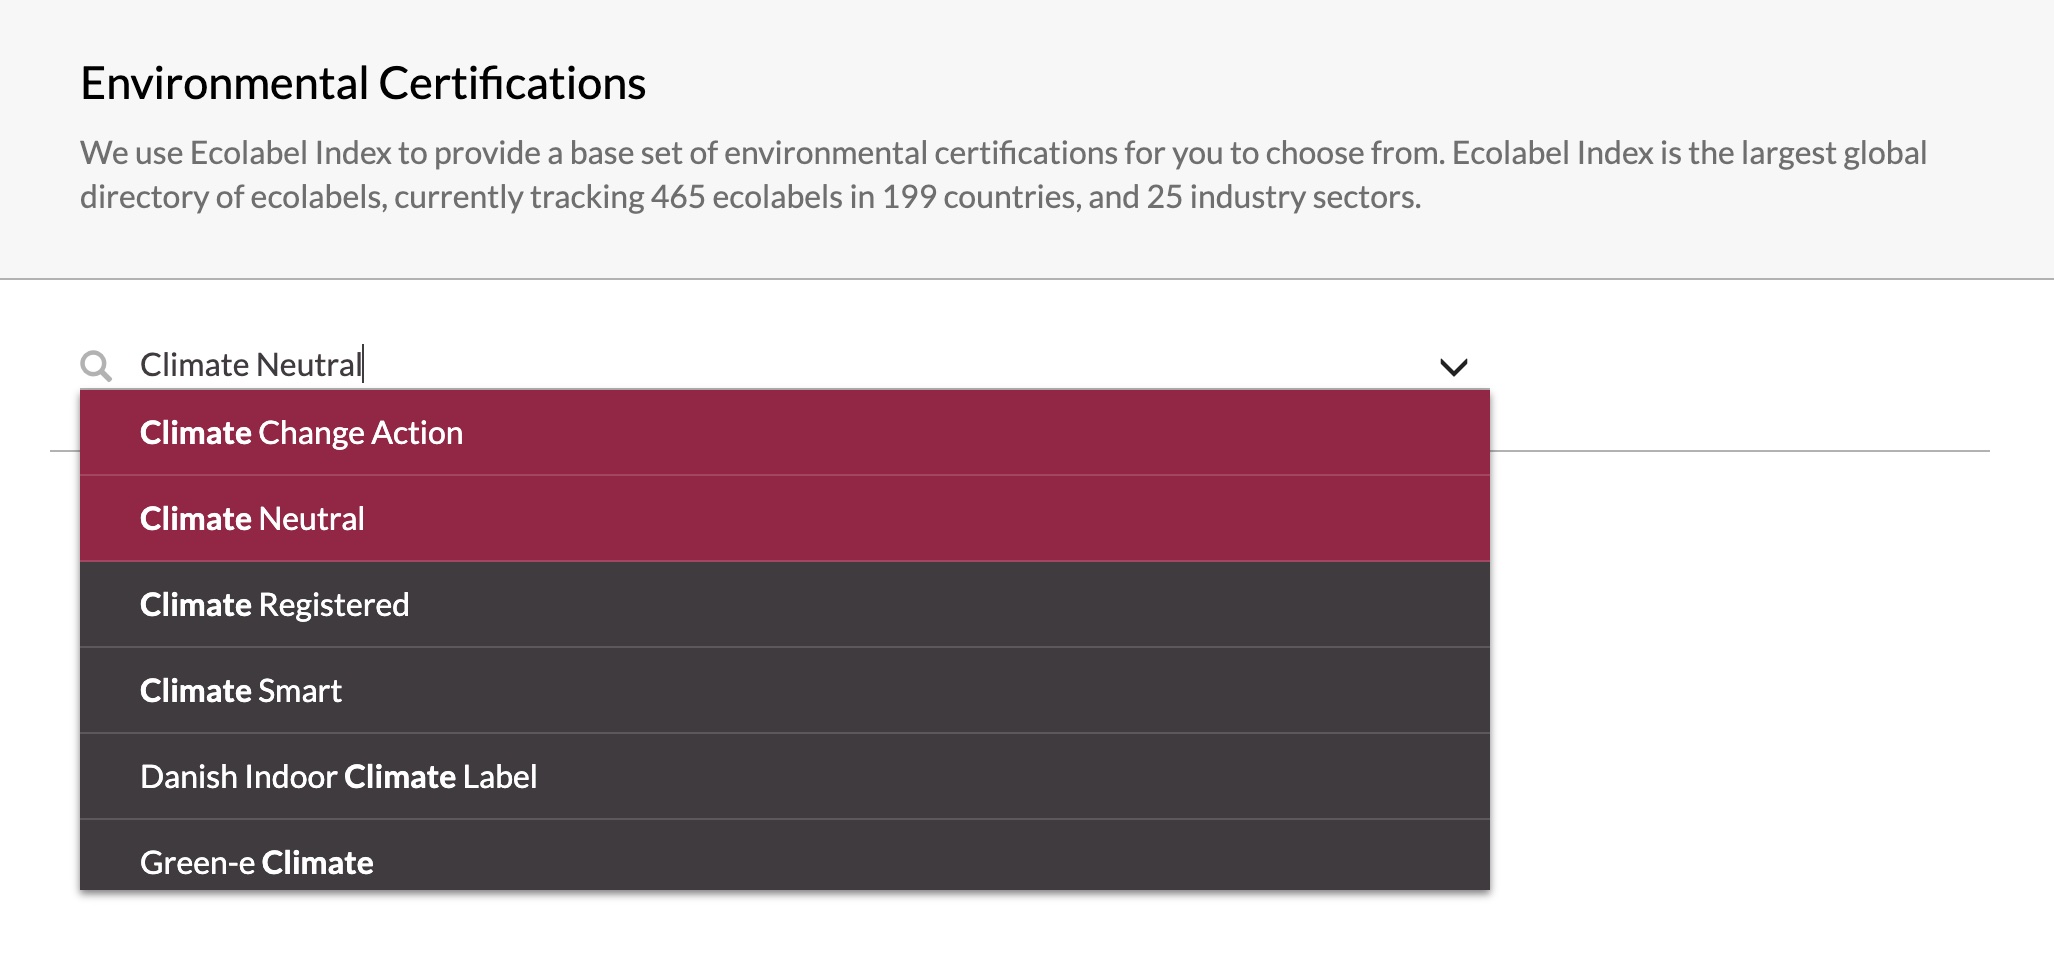 Environmental Certifications
We use Ecolabel Index to provide a base set of environmental certifications for you to choose from. Ecolabel Index is the largest global
directory of ecolabels, currently tracking 465 ecolabels in 199 countries, and 25 industry sectors.
Climate Neutral
Climate Change Action
Climate Neutral
Climate Registered
Climate Smart
Danish Indoor Climate Label
Green-e Climate